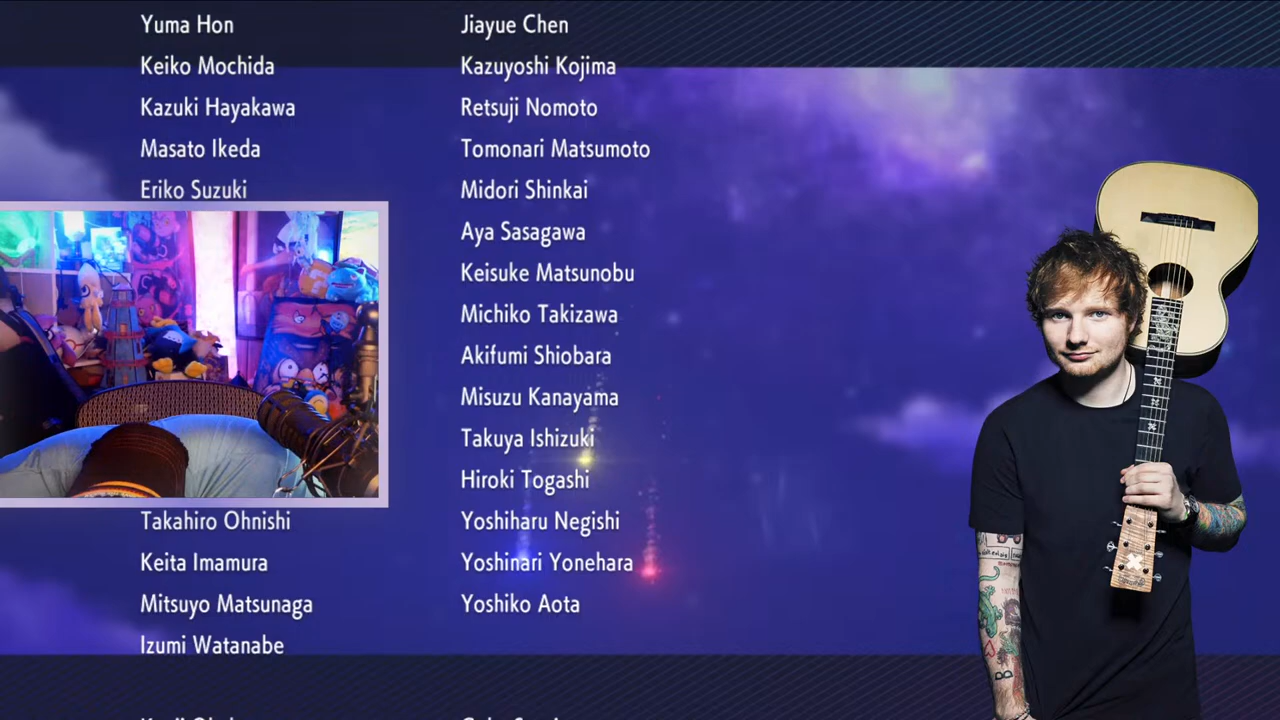 Yuma Hon
Keiko Mochida
Kazuki Hayakawa
Masato Ikeda
Eriko Suzuki
Takahiro Ohnishi
Keita Imamura
Mitsuyo Matsunaga
Izumi Watanabe
Jiayue Chen
Kazuyoshi Kojima
Retsuji Nomoto
Tomonari Matsumoto
Midori Shinkai
Aya Sasagawa
Keisuke Matsunobu
Michiko Takizawa
Akifumi Shiobara
Misuzu Kanayama
Takuya Ishizuki
Hiroki Togashi
Yoshiharu Negishi
Yoshinari Yonehara
Yoshiko Aota